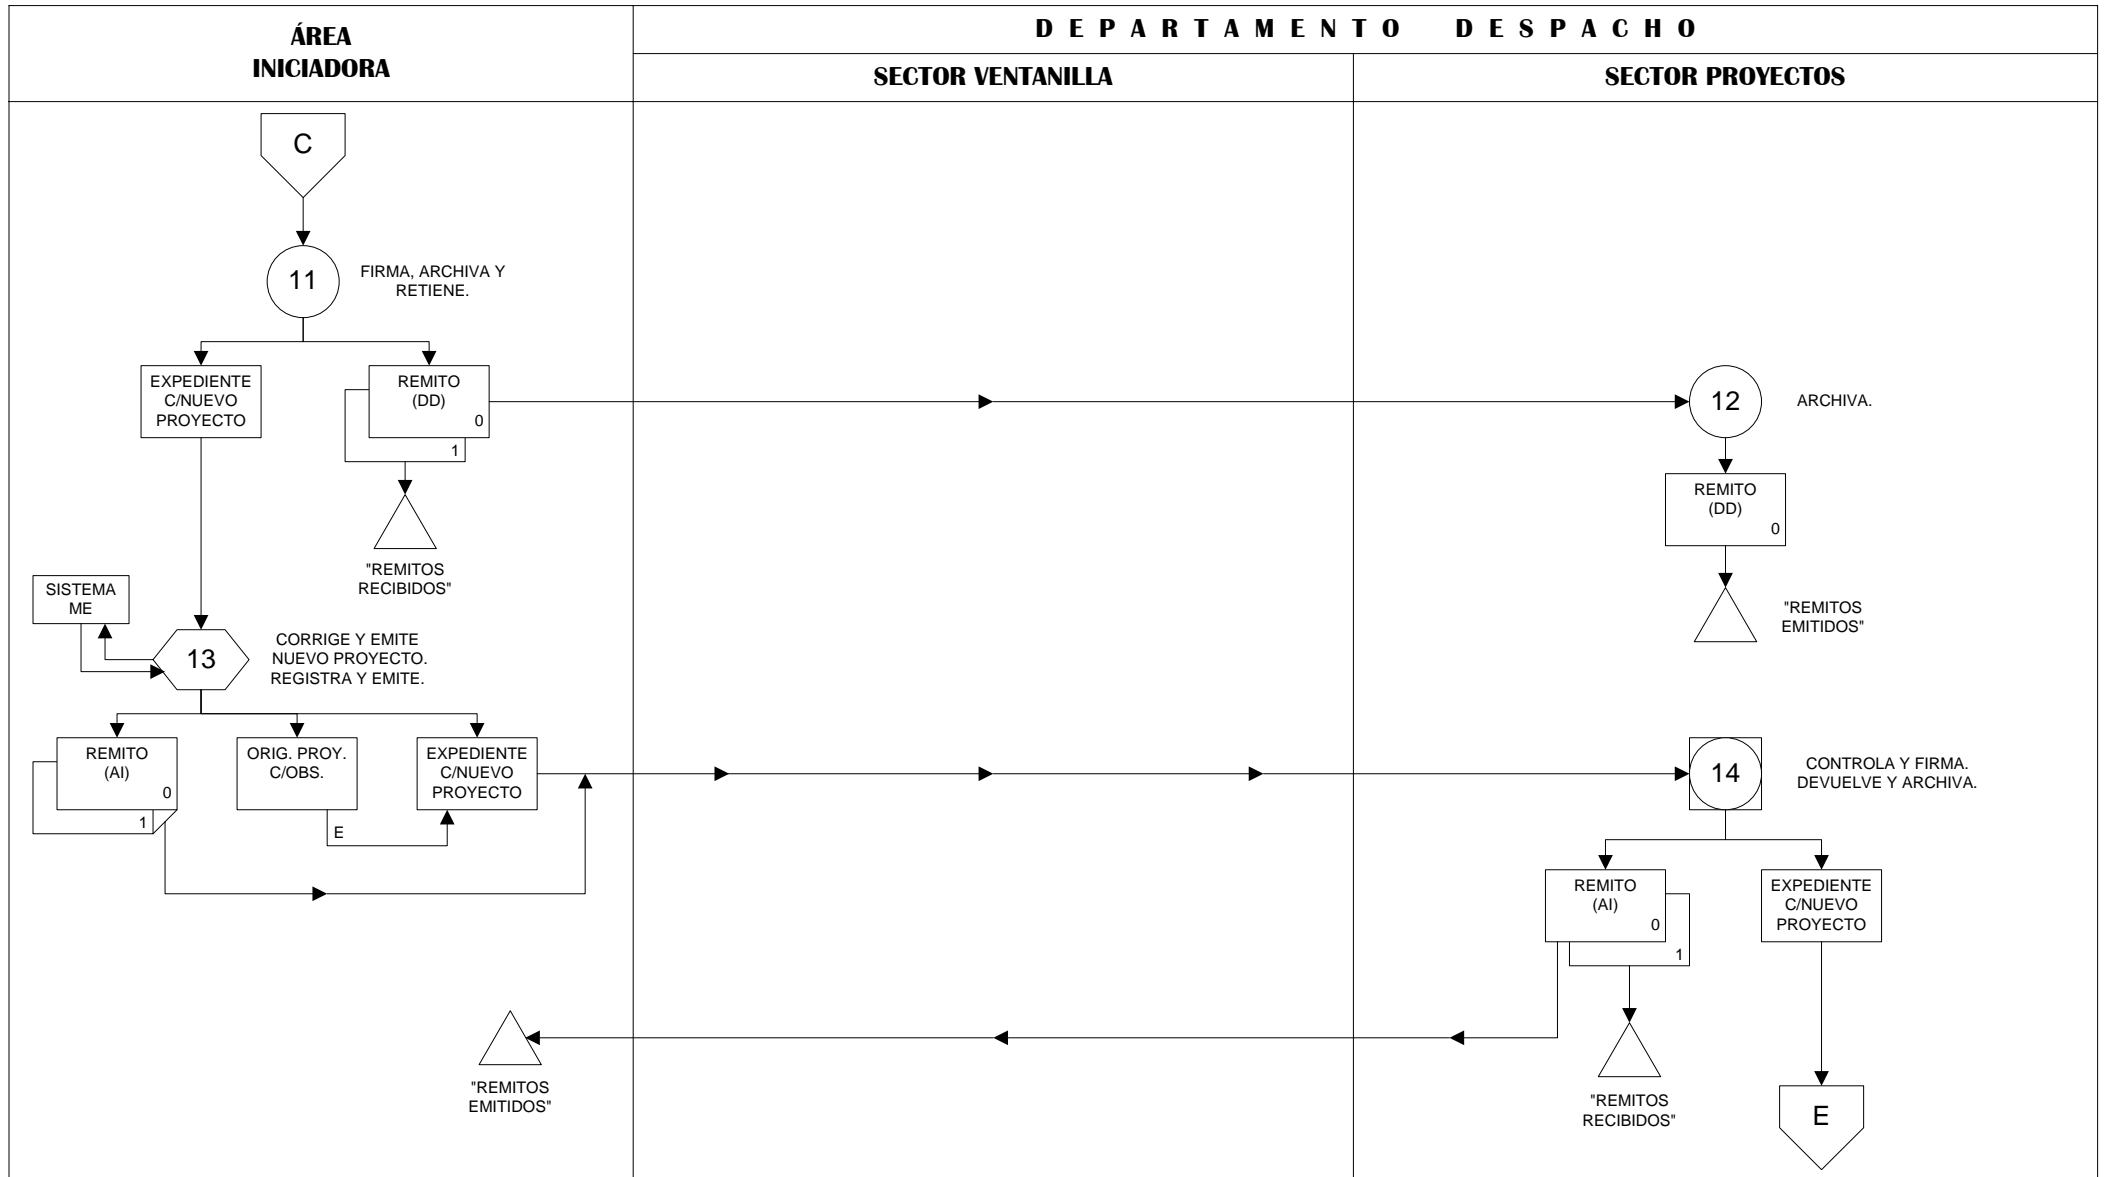 ÁREA
INICIADORA
DEPARTAMENTO DESPACHO
SECTOR VENTANILLA
SECTOR PROYECTOS
C
11
FIRMA, ARCHIVA Y
RETIENE.
EXPEDIENTE
C/NUEVO
PROYECTO
REMITO
(DD)
0
1
"REMITOS
RECIBIDOS"
12
ARCHIVA.
REMITO
(DD)
0
"REMITOS
EMITIDOS"
SISTEMA
ME
13
CORRIGE Y EMITE
NUEVO PROYECTO.
REGISTRA Y EMITE.
REMITO
(AI)
0
1
ORIG. PROY.
C/OBS.
E
EXPEDIENTE
C/NUEVO
PROYECTO
14
CONTROLA Y FIRMA.
DEVUELVE Y ARCHIVA.
REMITO
(AI)
0
1
EXPEDIENTE
C/NUEVO
PROYECTO
"REMITOS
EMITIDOS"
"REMITOS
RECIBIDOS"
E